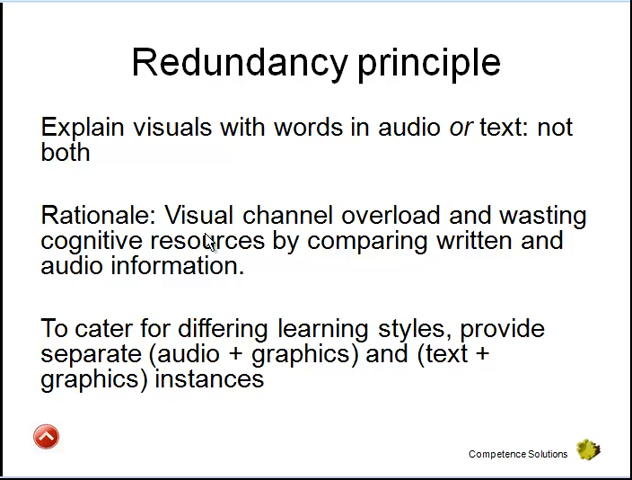 Redundancy principle
Explain visuals with words in audio or text: not
both
Rationale: Visual channel overload and wasting
cognitive resources by comparing written and
audio information.
To cater for differing learning styles, provide
separate (audio + graphics) and (text +
graphics) instances
Competence Solutions